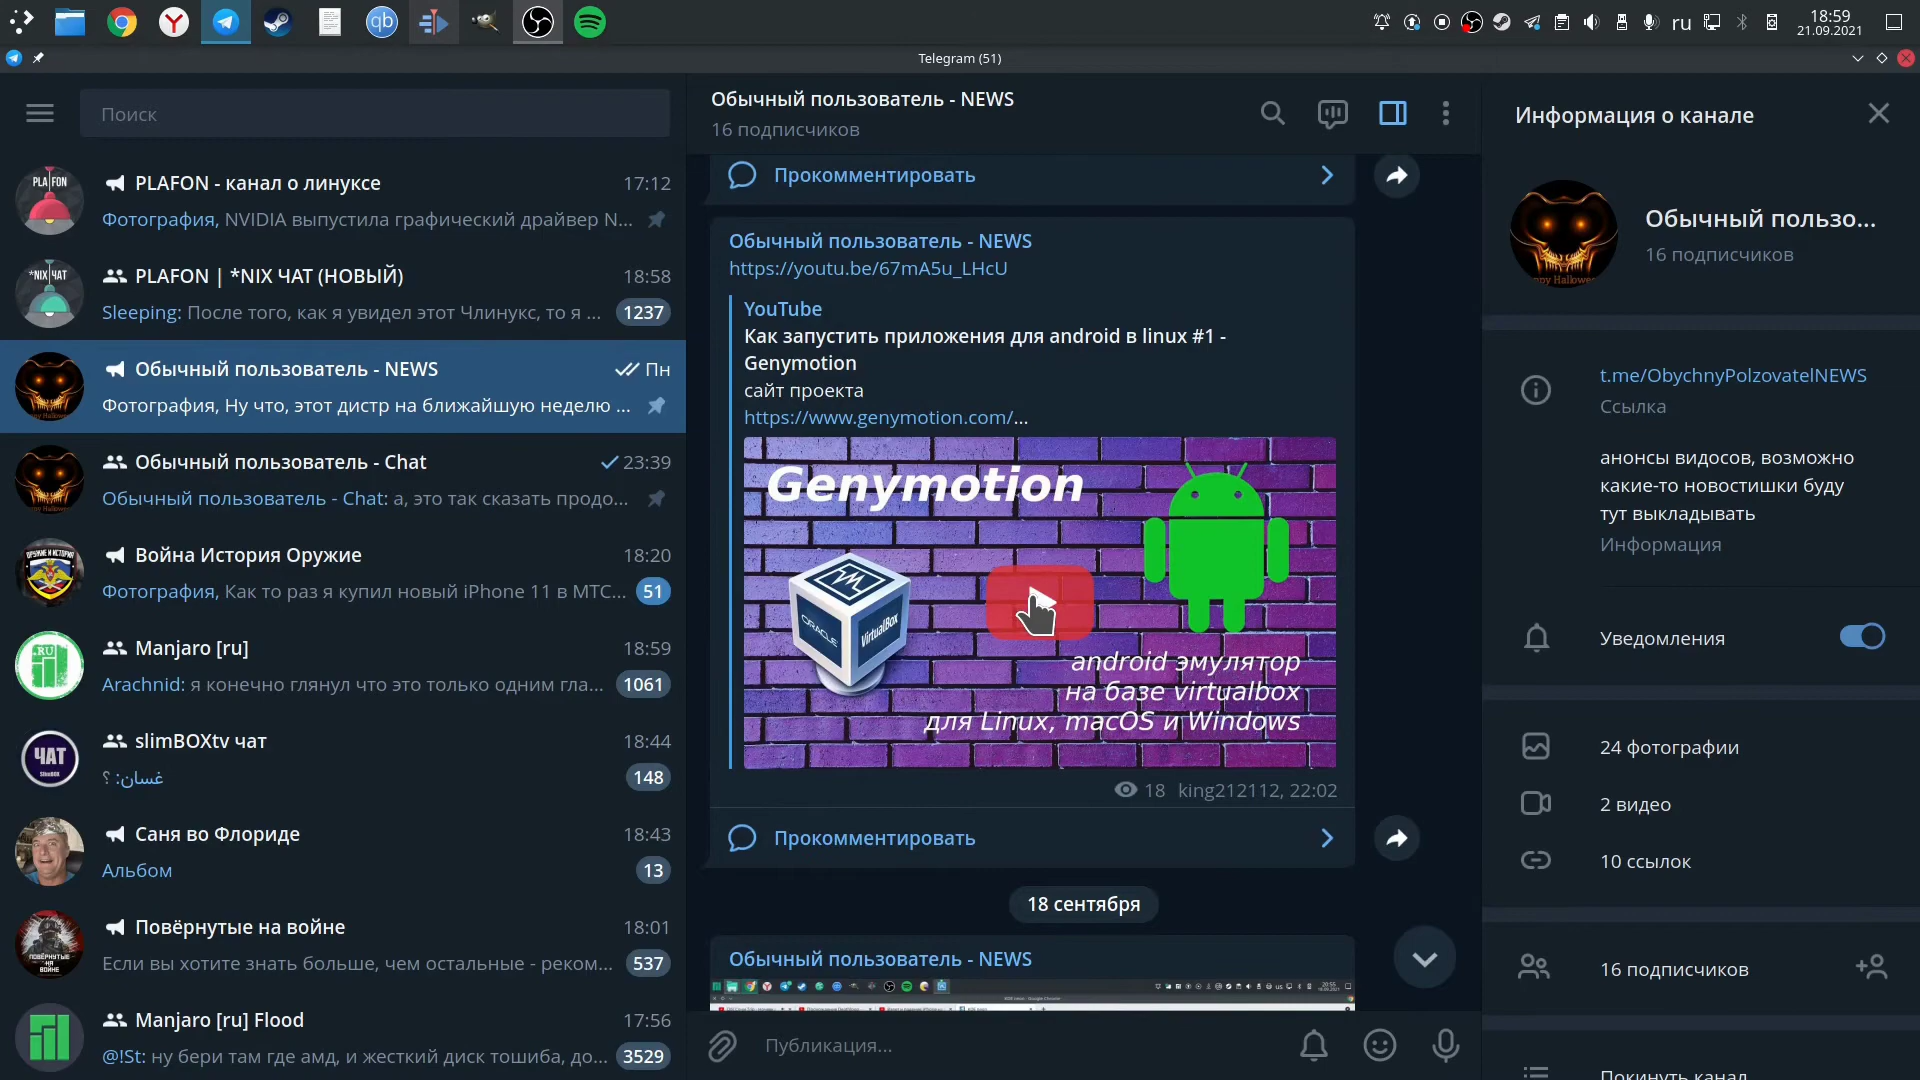 ru
18:59
21.09.2021
Telegram (51)
Поиск
PLAFON - канал о линуксе 17:12
Фотография, NVIDIA выпустила графический драйвер N...
PLAFON | *NIX ЧАТ (НОВЫЙ) 18:58
Sleeping: После того, как я увидел этот Члинукс, то я ... 1237
Обычный пользователь - NEWS Пн
Фотография, Ну что, этот дистр на ближайшую неделю ...
Обычный пользователь - Chat 23:39
Обычный пользователь - Chat: а, это так сказать продо...
Война История Оружие 18:20
Фотография, Как то раз я купил новый iPhone 11 в МТС... 51
Manjaro [ru] 18:59
Arachnid: я конечно глянул что это только одним гла... 1061
slimBOXtv чат 18:44
غسان: ؟ 148
Саня во Флориде 18:43
Альбом 13
Повёрнутые на войне 18:01
Если вы хотите знать больше, чем остальные - реком... 537
Manjaro [ru] Flood 17:56
@!St: ну бери там где амд, и жесткий диск тошиба, до... 3529
Обычный пользователь - NEWS
16 подписчиков
Прокомментировать
Обычный пользователь - NEWS
https://youtu.be/67mA5u_LHcU
YouTube
Как запустить приложения для android в linux #1 -
Genymotion
сайт проекта
https://www.genymotion.com/...
Genymotion
ORACLE
VirtualBox
android эмулятор
на базе virtualbox
для Linux, macOS и Windows
18 king212112, 22:02
Прокомментировать
18 сентября
Обычный пользователь - NEWS
Публикация...
Информация о канале
Обычный пользо...
16 подписчиков
t.me/ObychnyPolzovatelNEWS
Ссылка
анонсы видосов, возможно
какие-то новостишки буду
тут выкладывать
Информация
Уведомления
24 фотографии
2 видео
10 ссылок
16 подписчиков
Покинуть канал